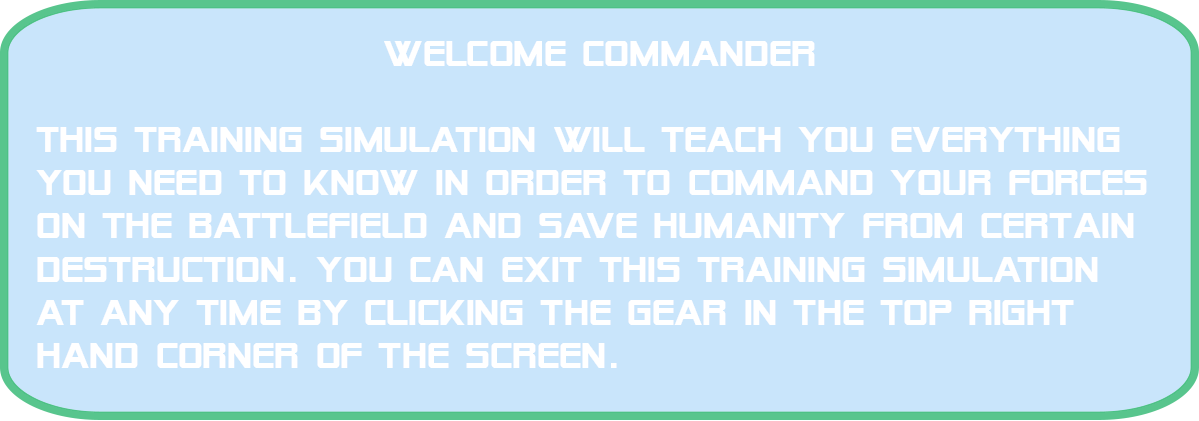 WELCOME COMMANDER
THIS TRAINING SIMULATION WILL TEACH YOU EVERYTHING
YOU NEED TO KNOW IN ORDER TO COMMAND YOUR FORCES
ON THE BATTLEFIELD AND SAVE HUMANITY FROM CERTAIN
DESTRUCTION. YOU CAN EXIT THIS TRAINING SIMULATION
AT ANY TIME BY CLICKING THE GEAR IN THE TOP RIGHT
HAND CORNER OF THE SCREEN.